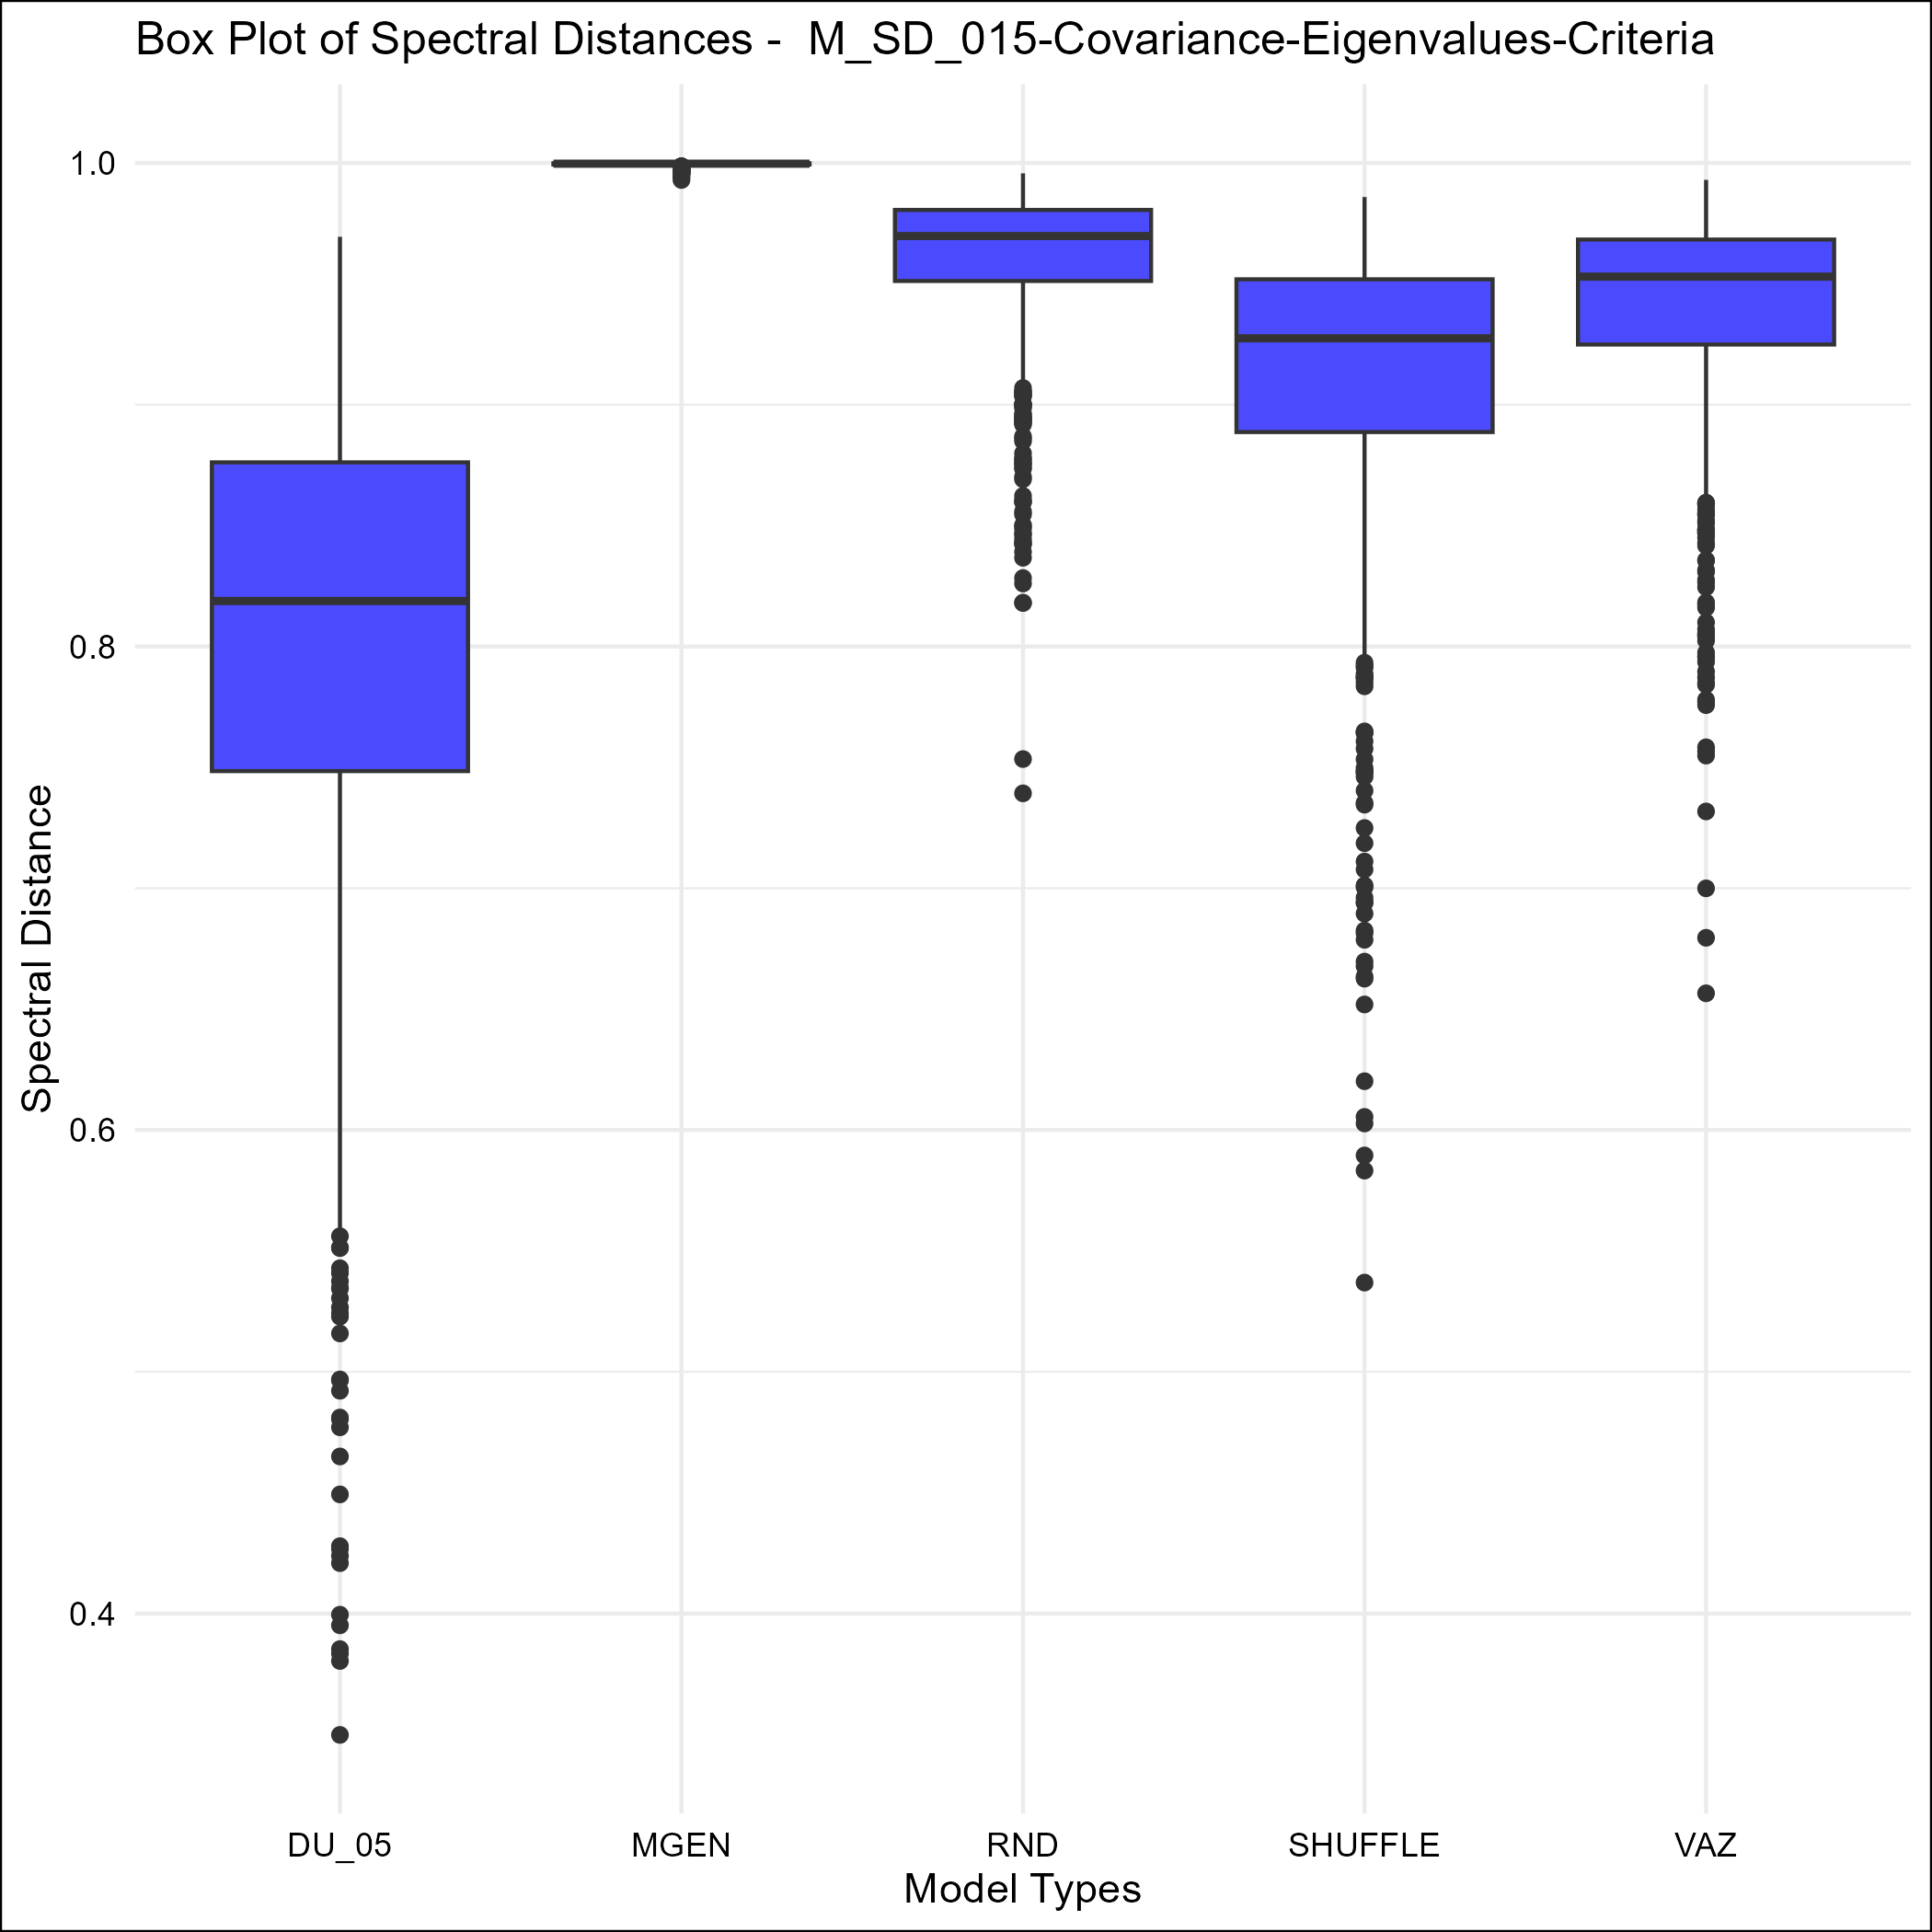 Box Plot of Spectral Distances -  M_SD_015-Covariance-Eigenvalues-Criteria
Spectral Distance
1.0
0.8
0.6
0.4
DU_05
MGEN
RND
SHUFFLE
VAZ
Model Types